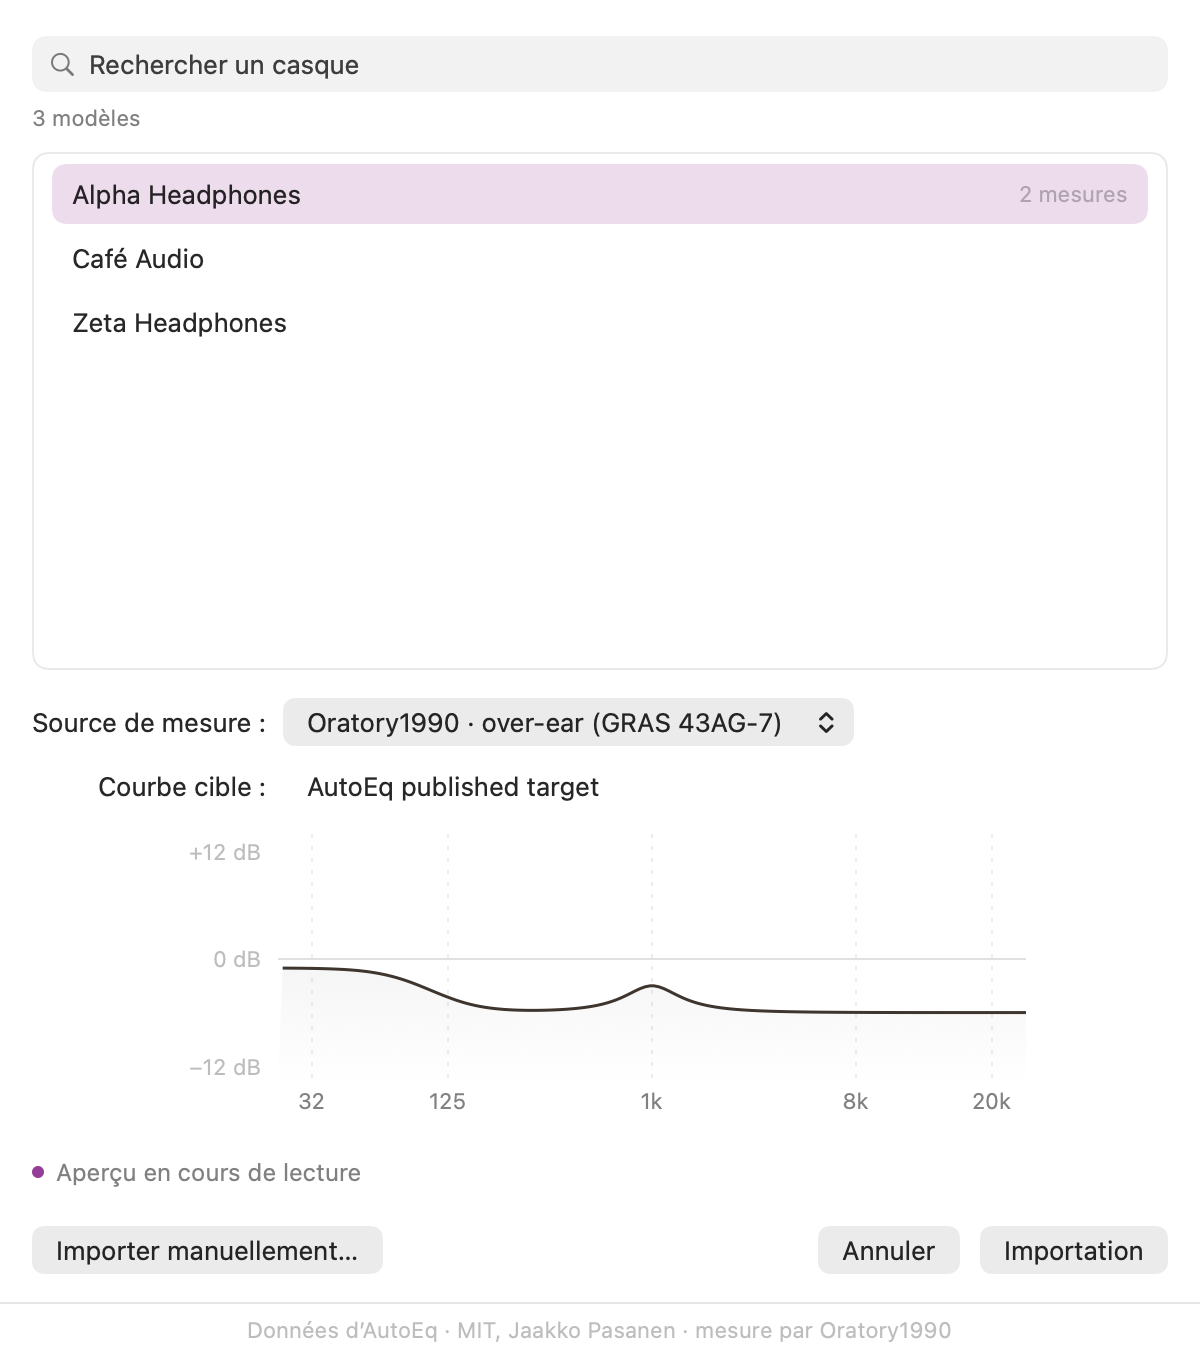 Rechercher un casque
3 modèles
Alpha Headphones 2 mesures
Café Audio
Zeta Headphones
Source de mesure : Oratory1990 · over-ear (GRAS 43AG-7)
Courbe cible : AutoEq published target
+12 dB
0 dB
−12 dB
32 125 1k 8k 20k
Aperçu en cours de lecture
Importer manuellement... Annuler Importation
Données d’AutoEq · MIT, Jaakko Pasanen · mesure par Oratory1990